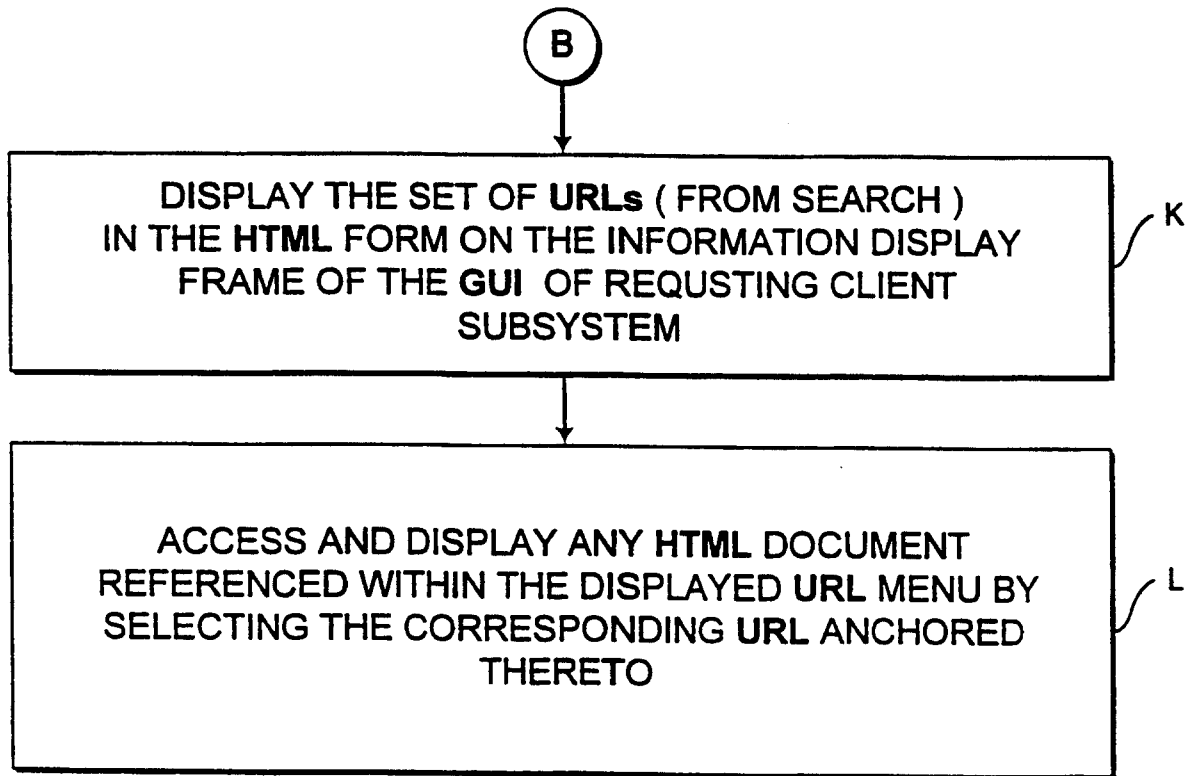 B
DISPLAY THE SET OF URLs ( FROM SEARCH )
IN THE HTML FORM ON THE INFORMATION DISPLAY
FRAME OF THE GUI OF REQUSTING CLIENT
SUBSYSTEM
K
ACCESS AND DISPLAY ANY HTML DOCUMENT
REFERENCED WITHIN THE DISPLAYED URL MENU BY
SELECTING THE CORRESPONDING URL ANCHORED
THERETO
L